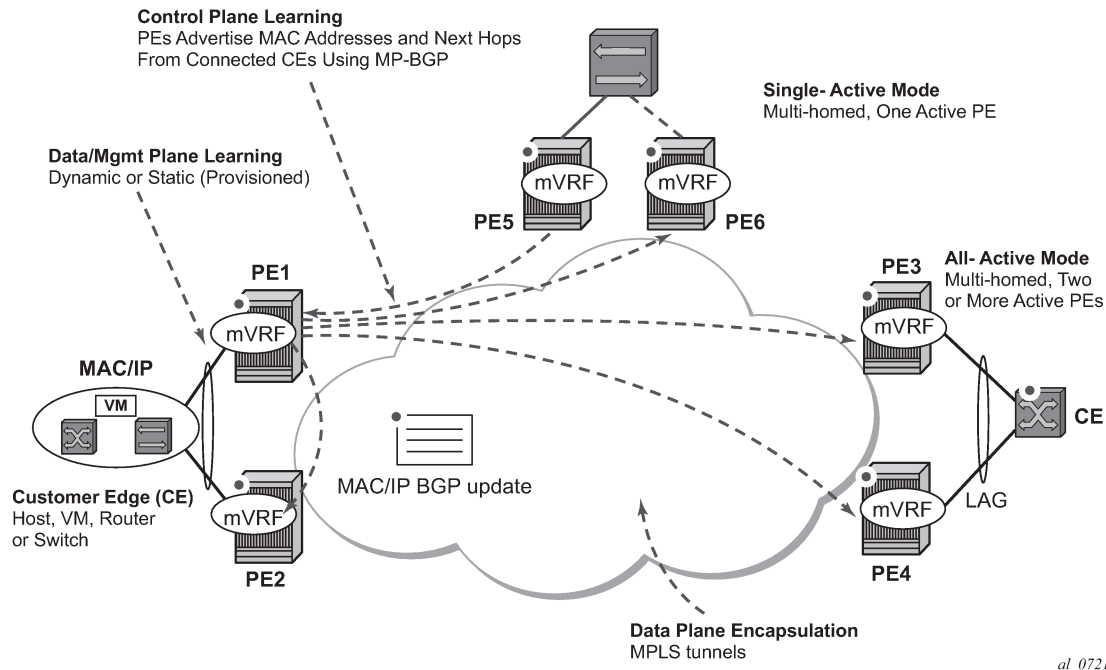 Control Plane Learning
PEs Advertise MAC Addresses and Next Hops
From Connected CEs Using MP-BGP
Single- Active Mode
Multi-homed, One Active PE
Data/Mgmt Plane Learning
Dynamic or Static (Provisioned)
mVRF
mVRF
PE5
PE6
All- Active Mode
Multi-homed, Two
or More Active PEs
PE1
PE3
mVRF
mVRF
MAC/IP
VM
CE
MAC/IP BGP update
Customer Edge (CE)
Host, VM, Router
or Switch
mVRF
PE2
LAG
mVRF
PE4
Data Plane Encapsulation
MPLS tunnels
al_0721